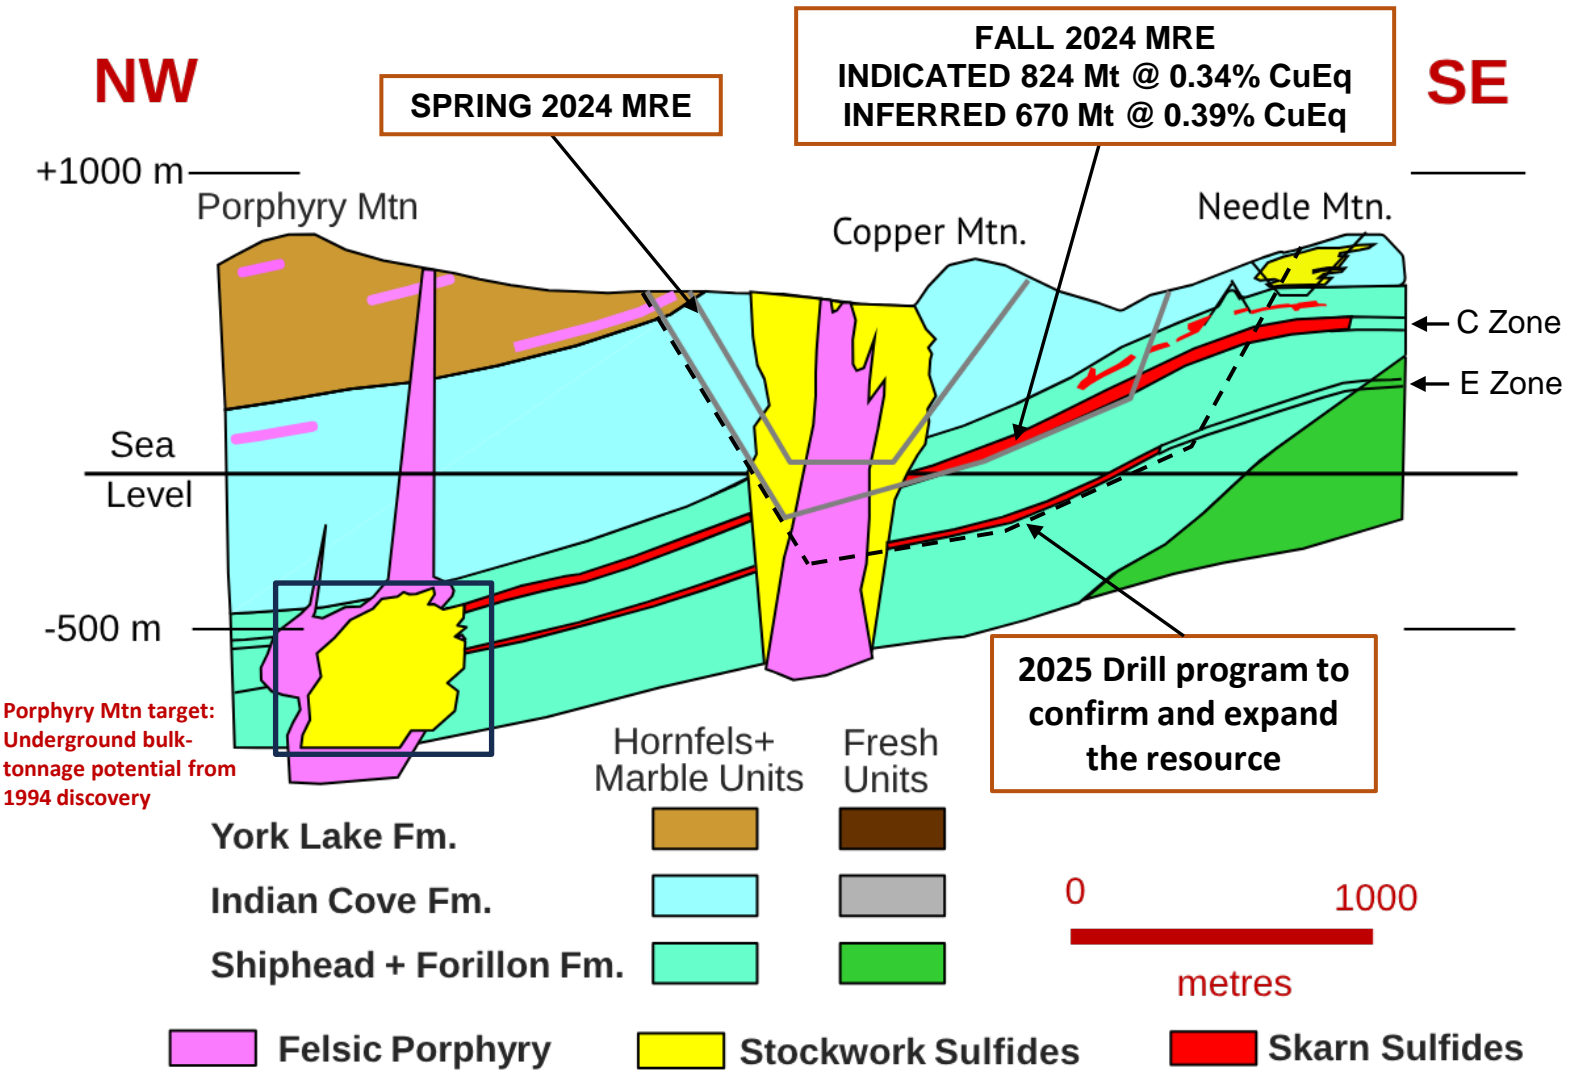 NW
SPRING 2024 MRE
FALL 2024 MRE
INDICATED 824 Mt @ 0.34% CuEq
INFERRED 670 Mt @ 0.39% CuEq
SE
+1000 m
Porphyry Mtn
Copper Mtn.
Needle Mtn.
C Zone
E Zone
Sea
Level
-500 m
Porphyry Mtn target:
Underground bulk-
tonnage potential from
1994 discovery
2025 Drill program to
confirm and expand
the resource
Hornfels+
Marble Units
Fresh
Units
York Lake Fm.
Indian Cove Fm.
Shiphead + Forillon Fm.
0
1000
metres
Felsic Porphyry
Stockwork Sulfides
Skarn Sulfides